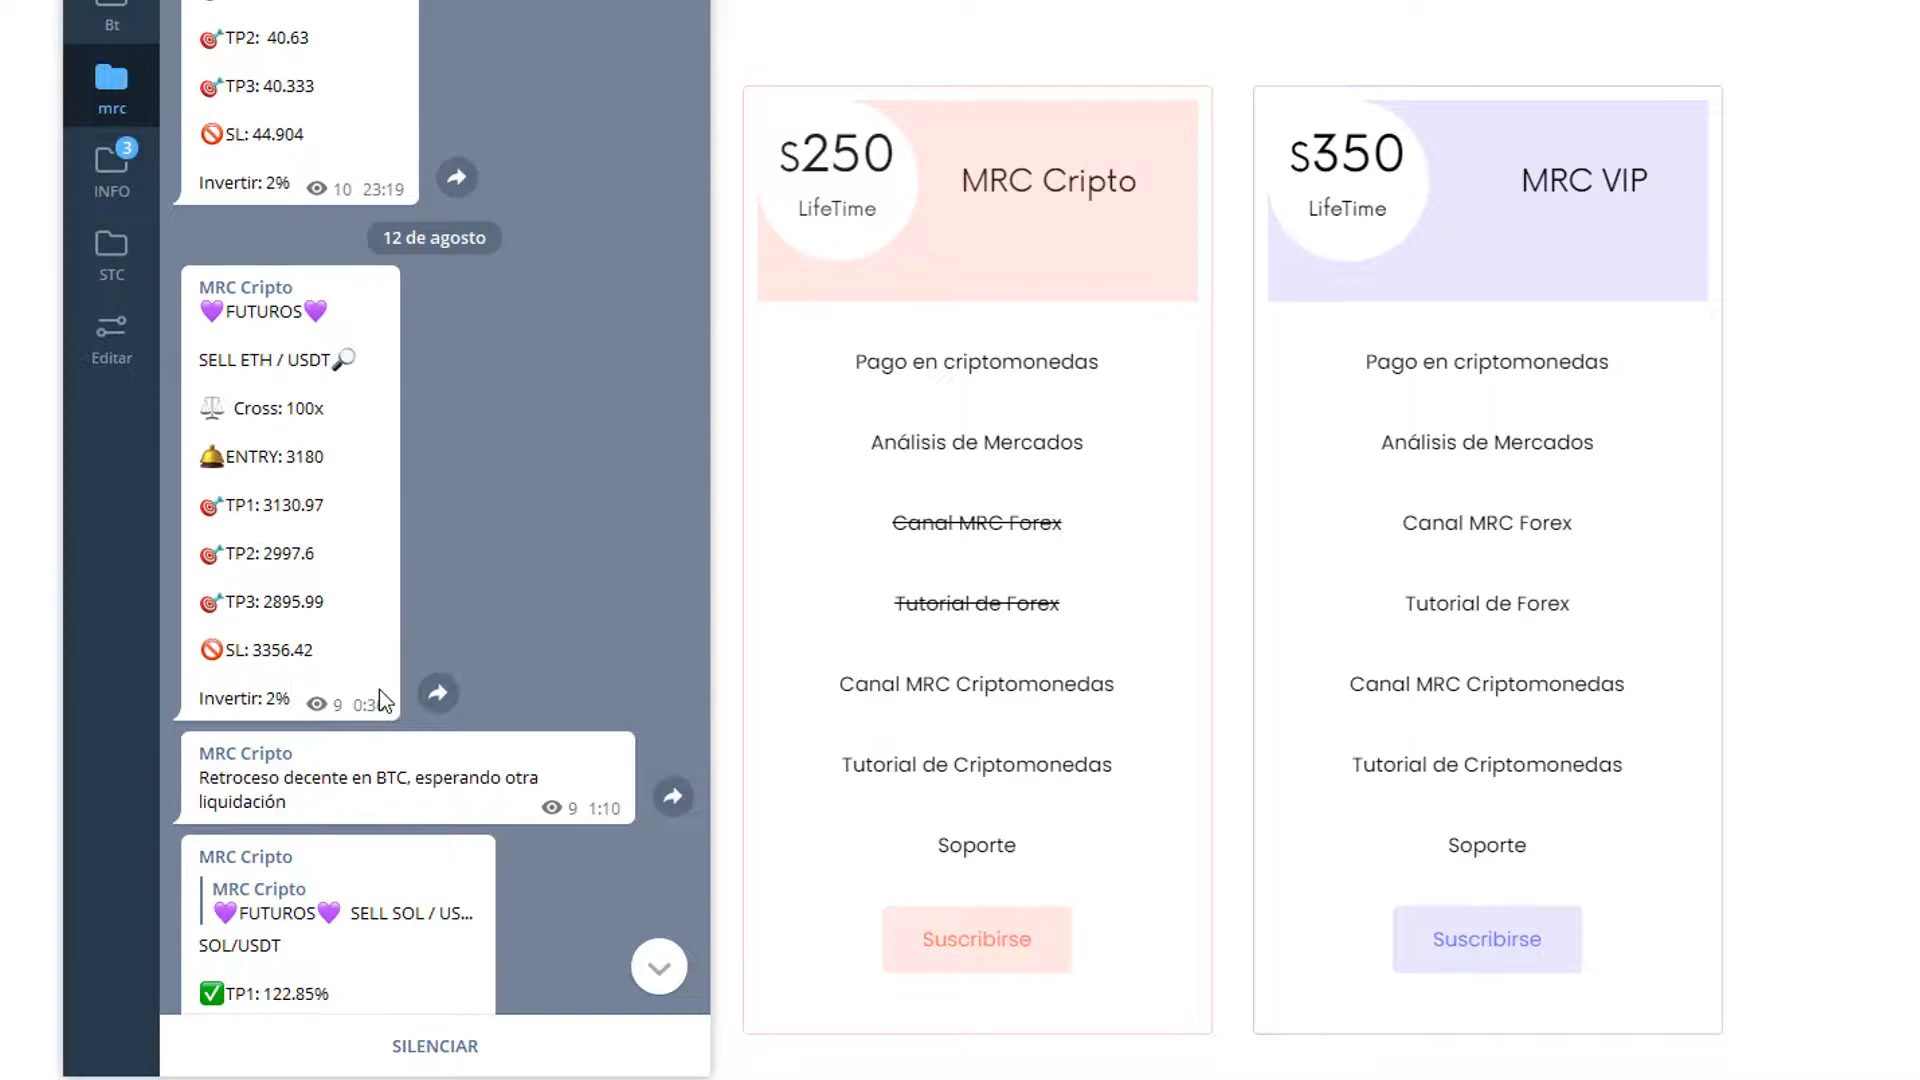 Bt
mrc
3
INFO
STC
Editar
TP2: 40.63
TP3: 40.333
SL: 44.904
Invertir: 2% 10 23:19
12 de agosto
MRC Cripto
💜FUTUROS💜
SELL ETH / USDT🔎
⚖️ Cross: 100x
🛎️ENTRY: 3180
🎯TP1: 3130.97
🎯TP2: 2997.6
🎯TP3: 2895.99
🚫SL: 3356.42
Invertir: 2% 9
MRC Cripto
Retroceso decente en BTC, esperando otra
liquidación 9 1:10
MRC Cripto
MRC Cripto
💜FUTUROS💜 SELL SOL / US...
SOL/USDT
✅TP1: 122.85%
SILENCIAR
$250
LifeTime
MRC Cripto
Pago en criptomonedas
Análisis de Mercados
Canal MRC Forex
Tutorial de Forex
Canal MRC Criptomonedas
Tutorial de Criptomonedas
Soporte
Suscribirse
$350
LifeTime
MRC VIP
Pago en criptomonedas
Análisis de Mercados
Canal MRC Forex
Tutorial de Forex
Canal MRC Criptomonedas
Tutorial de Criptomonedas
Soporte
Suscribirse